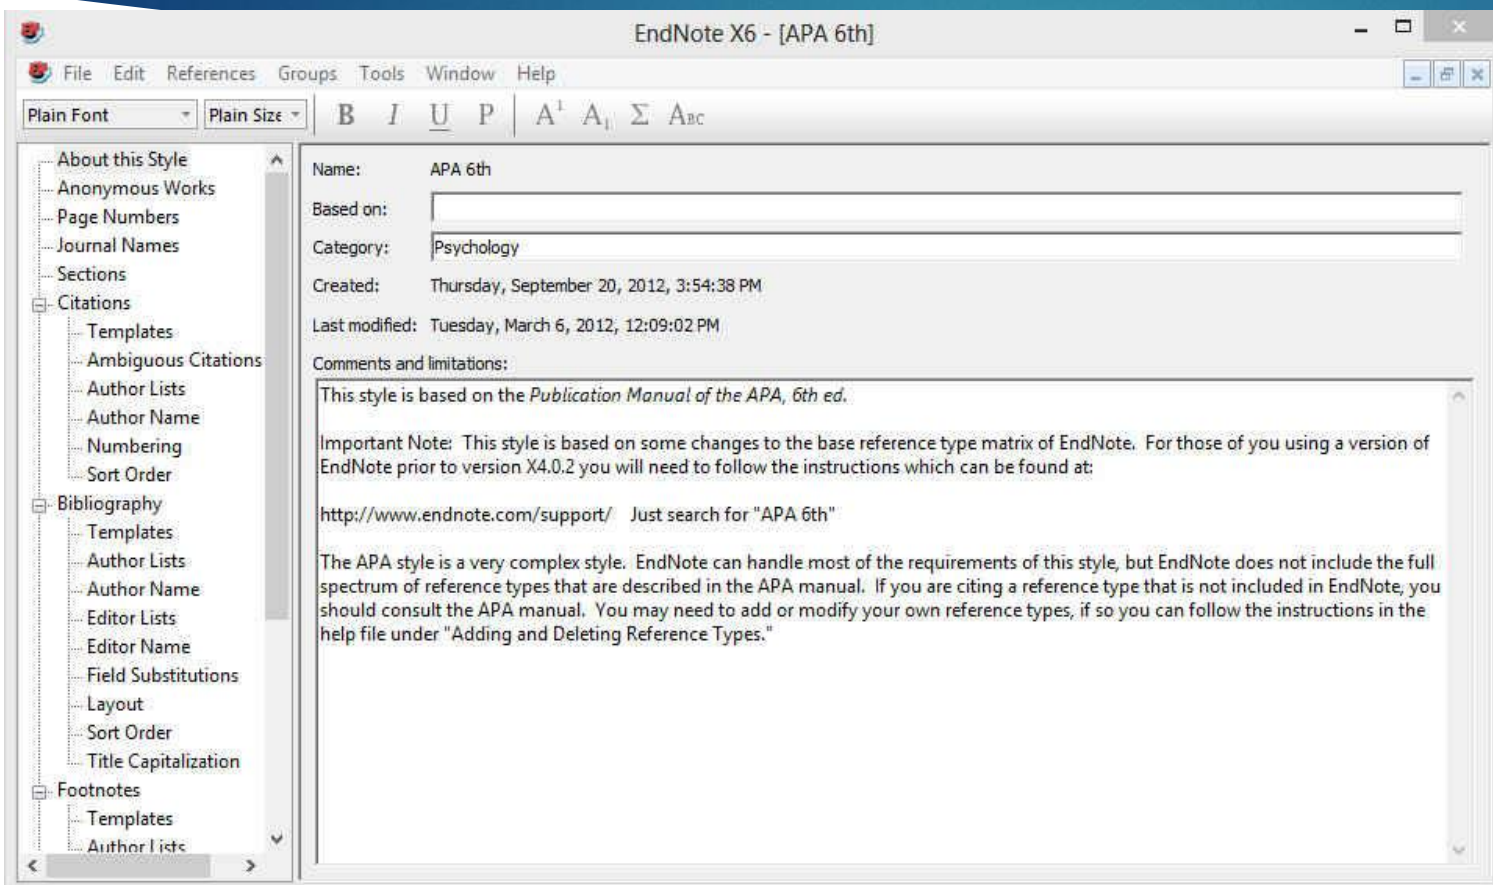 EndNote X6 - [APA 6th]
File Edit References Groups Tools Window Help
Plain Font Plain Size B I U P A¹ A₁ Σ ABC
About this Style
Anonymous Works
Page Numbers
Journal Names
Sections
Citations
Templates
Ambiguous Citations
Author Lists
Author Name
Numbering
Sort Order
Bibliography
Templates
Author Lists
Author Name
Editor Lists
Editor Name
Field Substitutions
Layout
Sort Order
Title Capitalization
Footnotes
Templates
Author Lists
Name: APA 6th
Based on:
Category: Psychology
Created: Thursday, September 20, 2012, 3:54:38 PM
Last modified: Tuesday, March 6, 2012, 12:09:02 PM
Comments and limitations:
This style is based on the Publication Manual of the APA, 6th ed.
Important Note: This style is based on some changes to the base reference type matrix of EndNote. For those of you using a version of
EndNote prior to version X4.0.2 you will need to follow the instructions which can be found at:
http://www.endnote.com/support/ Just search for "APA 6th"
The APA style is a very complex style. EndNote can handle most of the requirements of this style, but EndNote does not include the full
spectrum of reference types that are described in the APA manual. If you are citing a reference type that is not included in EndNote, you
should consult the APA manual. You may need to add or modify your own reference types, if so you can follow the instructions in the
help file under "Adding and Deleting Reference Types."